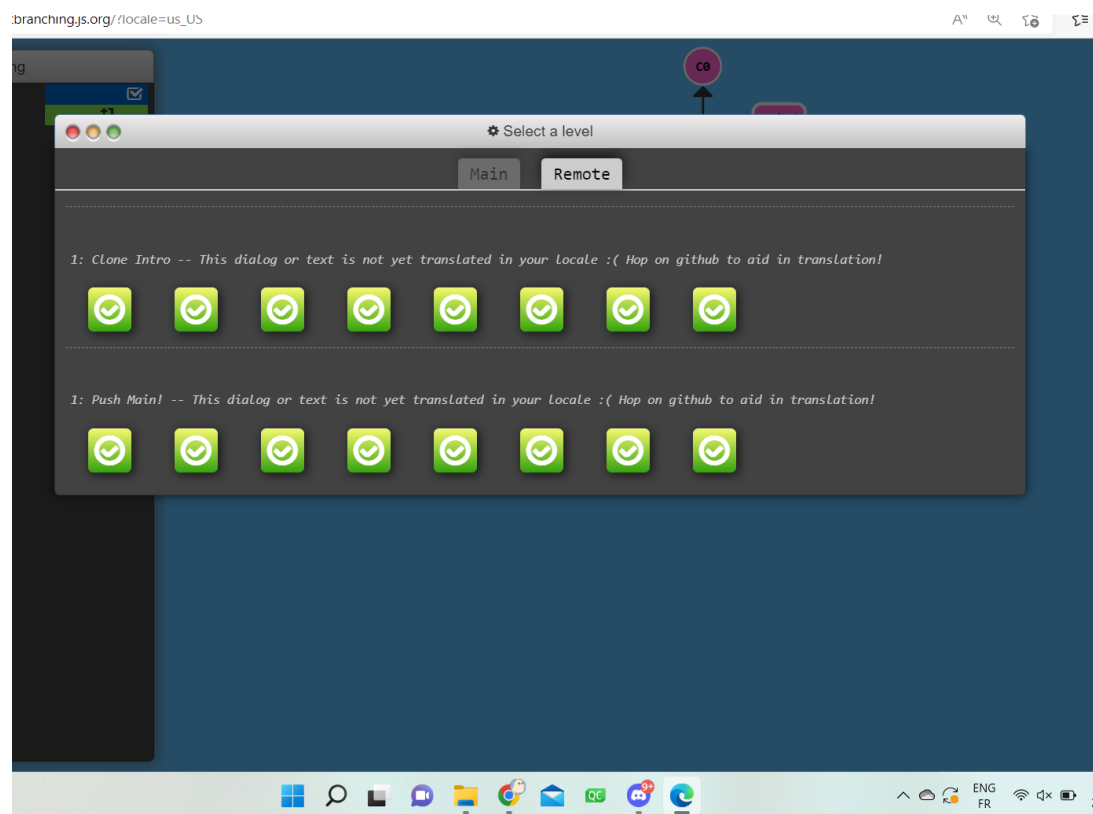 :branching.js.org/?locale=us_US
ng
C0
Select a level
Main Remote
1: Clone Intro -- This dialog or text is not yet translated in your locale :( Hop on github to aid in translation!
1: Push Main! -- This dialog or text is not yet translated in your locale :( Hop on github to aid in translation!
QC
9+
ENG
FR